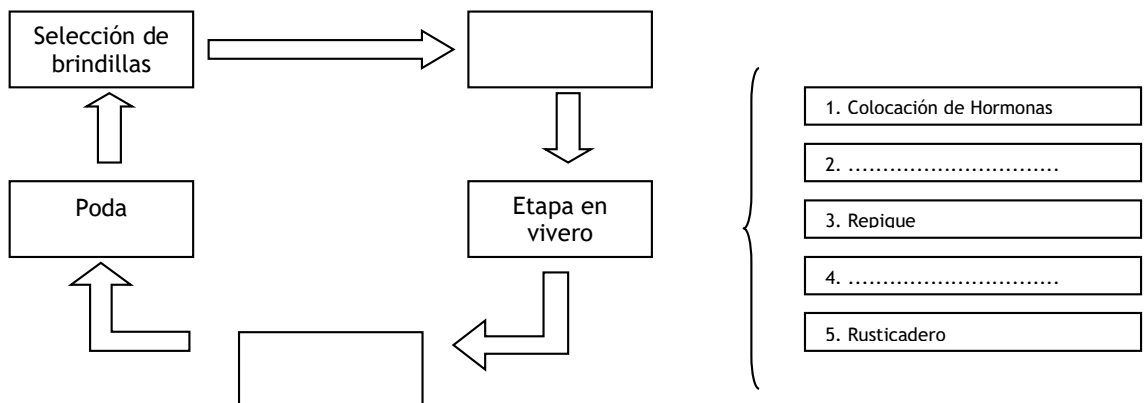 Selección de
brindillas
Poda
Etapa en
vivero
1. Colocación de Hormonas
2. ...............................
3. Repique
4. ...............................
5. Rusticadero